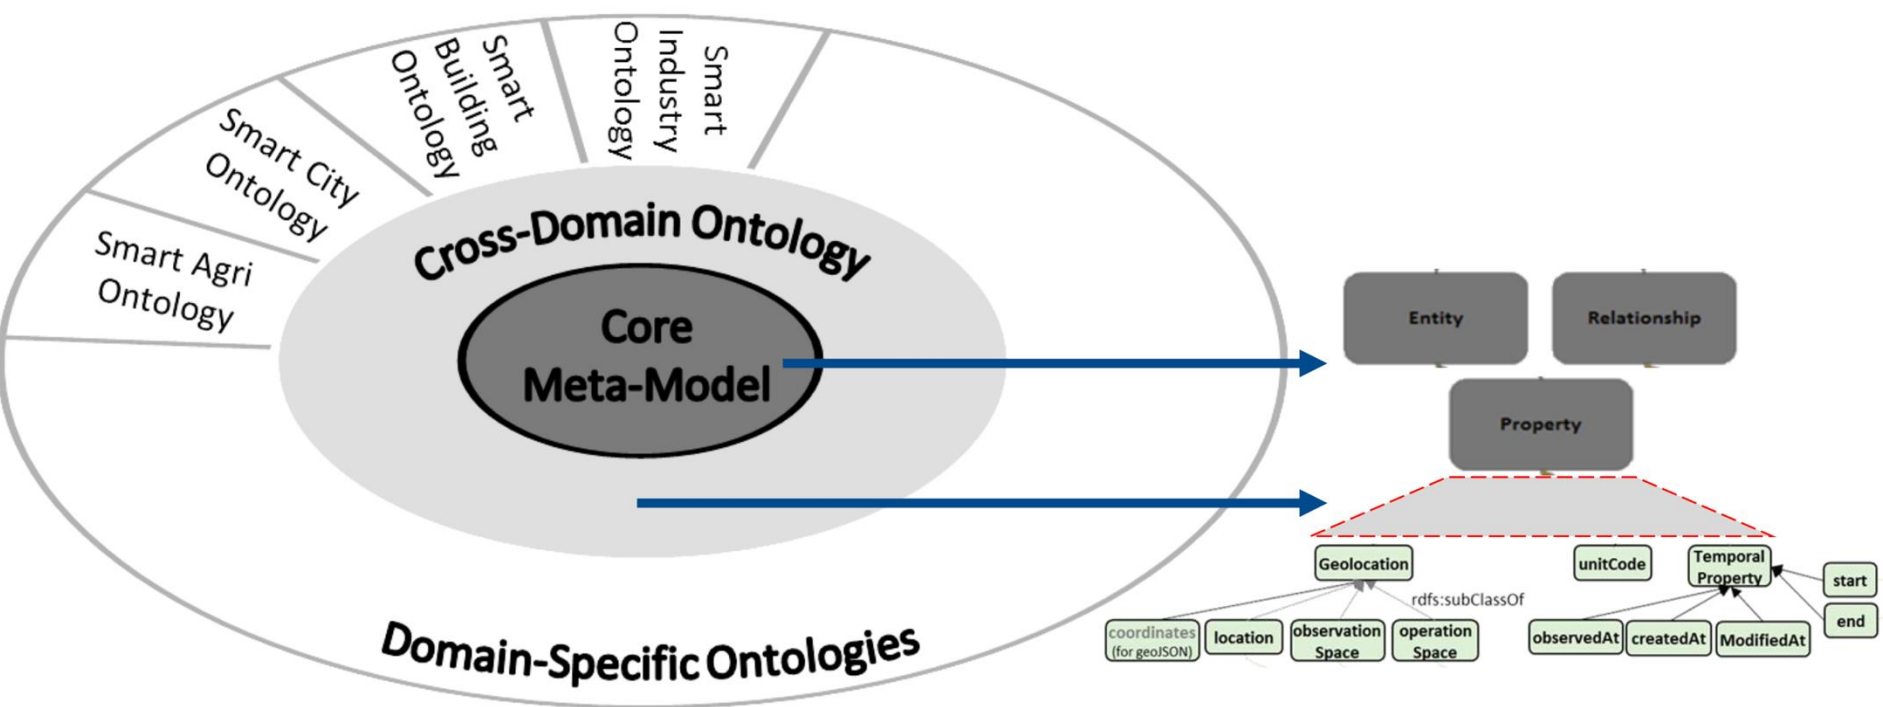 Smart
Industry
Ontology
Smart
Building
Ontology
Smart City
Ontology
Smart Agri
Ontology
Cross-Domain Ontology
Core
Meta-Model
Domain-Specific Ontologies
Entity
Relationship
Property
Geolocation
unitCode
Temporal
Property
start
end
rdfs:subClassOf
coordinates
(for geoJSON)
location
observation
Space
operation
Space
observedAt
createdAt
ModifiedAt